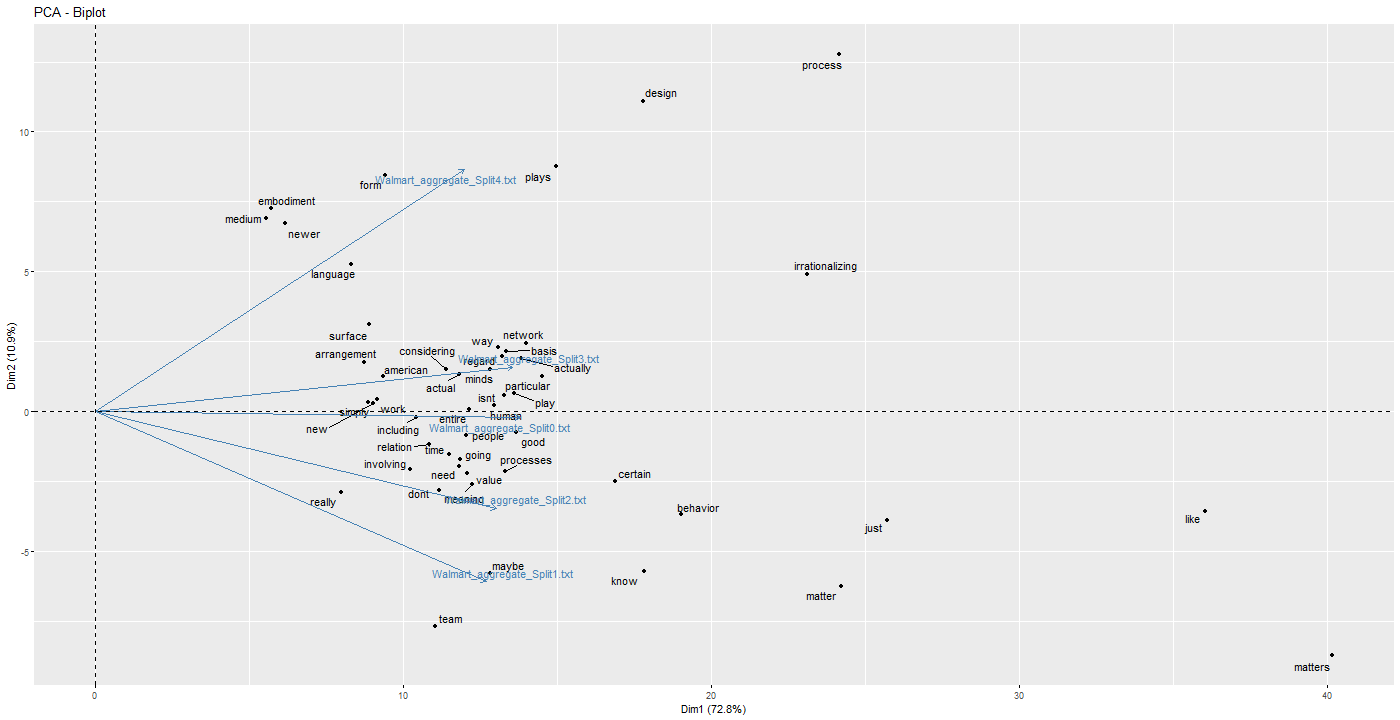 PCA - Biplot
process
design
plays
form
Walmart_aggregate_Split4.txt
embodiment
medium
newer
irrationalizing
language
surface
network
way
basis
considering
arrangement
Walmart_aggregate_Split3.txt
regard
actually
american
minds
actual
particular
isnt
play
simply
work
human
entire
new
including
Walmart_aggregate_Split0.txt
people
good
relation
time
going
processes
involving
need
value
certain
dont
meaning
Walmart_aggregate_Split2.txt
really
behavior
like
just
maybe
Walmart_aggregate_Split1.txt
know
matter
team
matters
10
5
0
-5
Dim2 (10.9%)
0
10
20
30
40
Dim1 (72.8%)